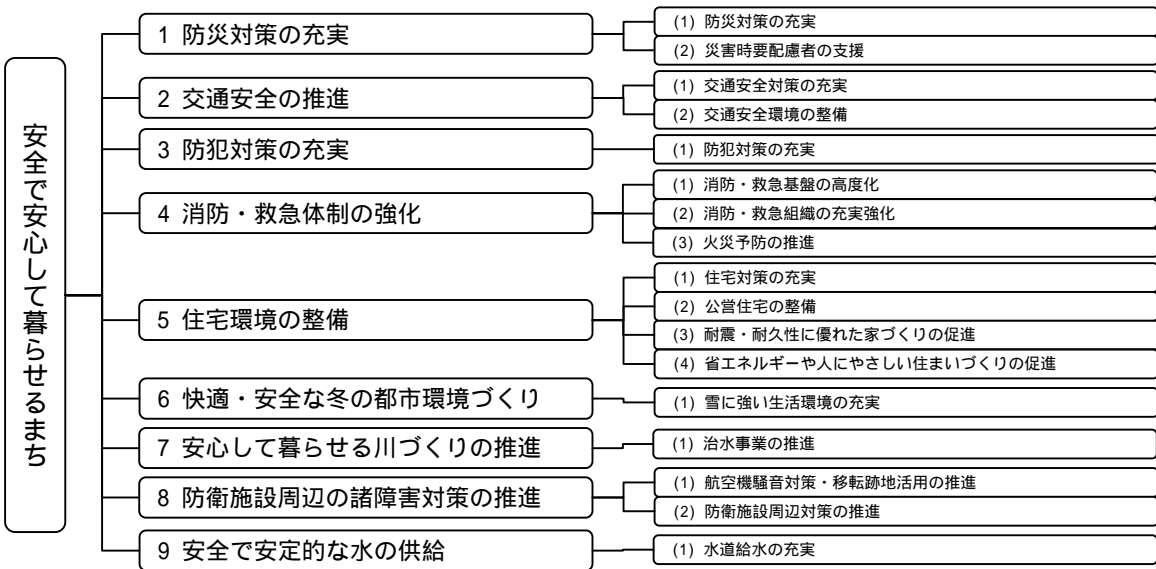 安全で安心して暮らせるまち
1 防災対策の充実
(1) 防災対策の充実
(2) 災害時要配慮者の支援
2 交通安全の推進
(1) 交通安全対策の充実
(2) 交通安全環境の整備
3 防犯対策の充実
(1) 防犯対策の充実
4 消防・救急体制の強化
(1) 消防・救急基盤の高度化
(2) 消防・救急組織の充実強化
(3) 火災予防の推進
5 住宅環境の整備
(1) 住宅対策の充実
(2) 公営住宅の整備
(3) 耐震・耐久性に優れた家づくりの促進
(4) 省エネルギーや人にやさしい住まいづくりの促進
6 快適・安全な冬の都市環境づくり
(1) 雪に強い生活環境の充実
7 安心して暮らせる川づくりの推進
(1) 治水事業の推進
8 防衛施設周辺の諸障害対策の推進
(1) 航空機騒音対策・移転跡地活用の推進
(2) 防衛施設周辺対策の推進
9 安全で安定的な水の供給
(1) 水道給水の充実